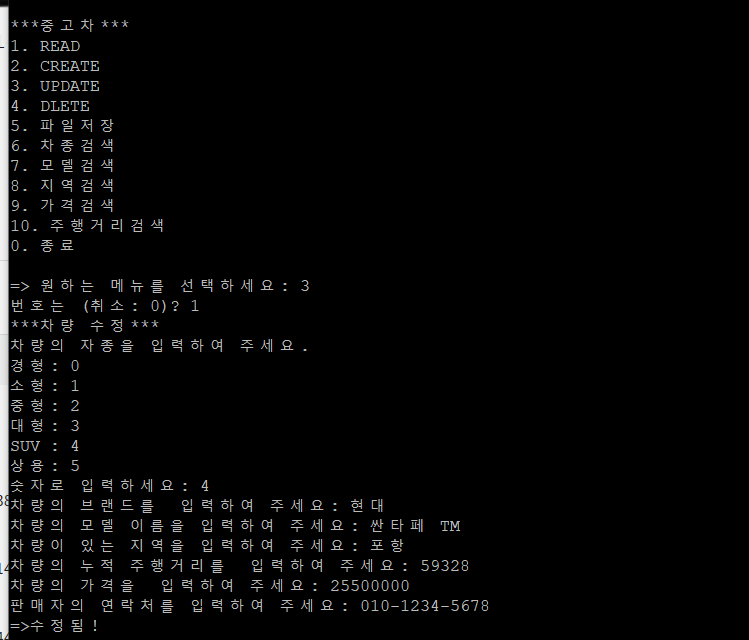 ***중고차***
1. READ
2. CREATE
3. UPDATE
4. DLETE
5. 파일저장
6. 차종검색
7. 모델검색
8. 지역검색
9. 가격검색
10. 주행거리검색
0. 종료
=> 원하는 메뉴를 선택하세요: 3
번호는 (취소: 0)? 1
***차량 수정***
차량의 자종을 입력하여 주세요.
경형: 0
소형: 1
중형: 2
대형: 3
SUV : 4
상용: 5
숫자로 입력하세요: 4
차량의 브랜드를  입력하여 주세요: 현대
차량의 모델 이름을 입력하여 주세요: 싼타페 TM
차량이 있는 지역을 입력하여 주세요: 포항
차량의 누적 주행거리를  입력하여 주세요: 59328
차량의 가격을  입력하여 주세요: 25500000
판매자의 연락처를 입력하여 주세요: 010-1234-5678
=>수정됨!